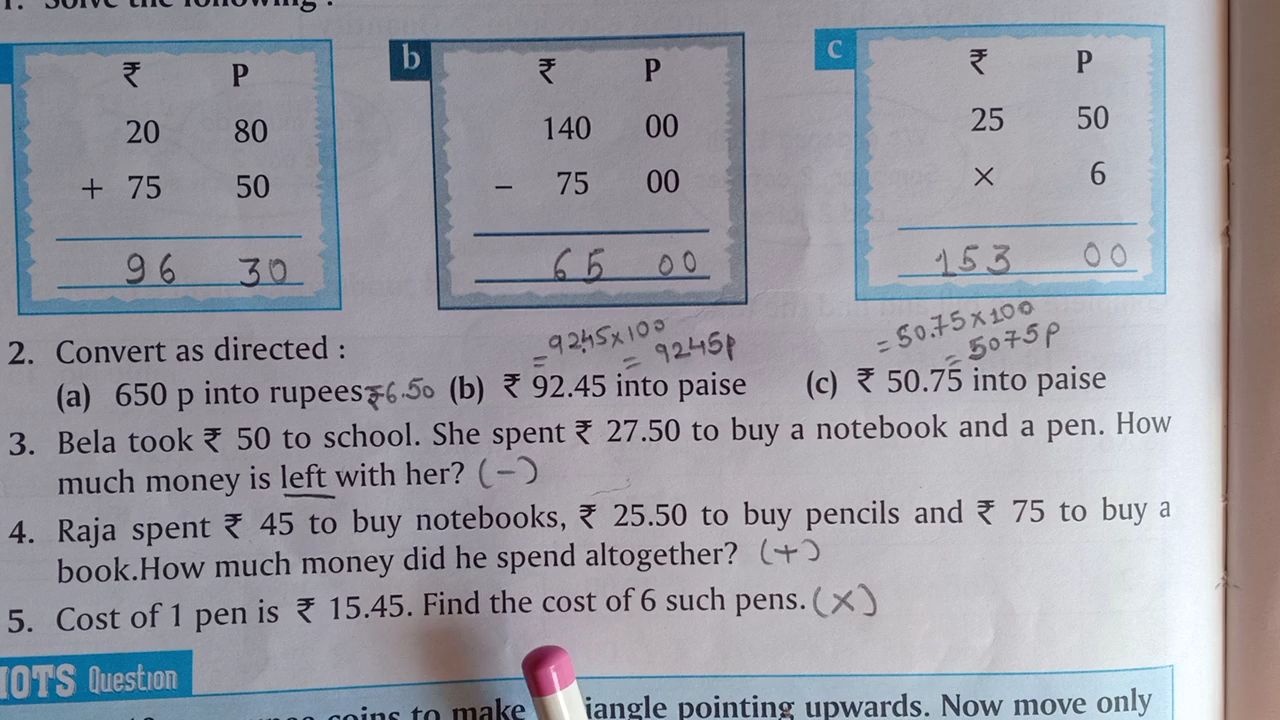 1. Solve the following :
b
c
₹ P
20 80
+ 75 50
96 30
₹ P
140 00
− 75 00
65 00
₹ P
25 50
× 6
153 00
2. Convert as directed :
= 92.45×100
= 9245p
= 50.75×100
= 5075p
(a) 650 p into rupees ₹6.50 (b) ₹ 92.45 into paise (c) ₹ 50.75 into paise
3. Bela took ₹ 50 to school. She spent ₹ 27.50 to buy a notebook and a pen. How
much money is left with her? (−)
4. Raja spent ₹ 45 to buy notebooks, ₹ 25.50 to buy pencils and ₹ 75 to buy a
book.How much money did he spend altogether? (+)
5. Cost of 1 pen is ₹ 15.45. Find the cost of 6 such pens. (×)
HOTS Question
coins to make iangle pointing upwards. Now move only